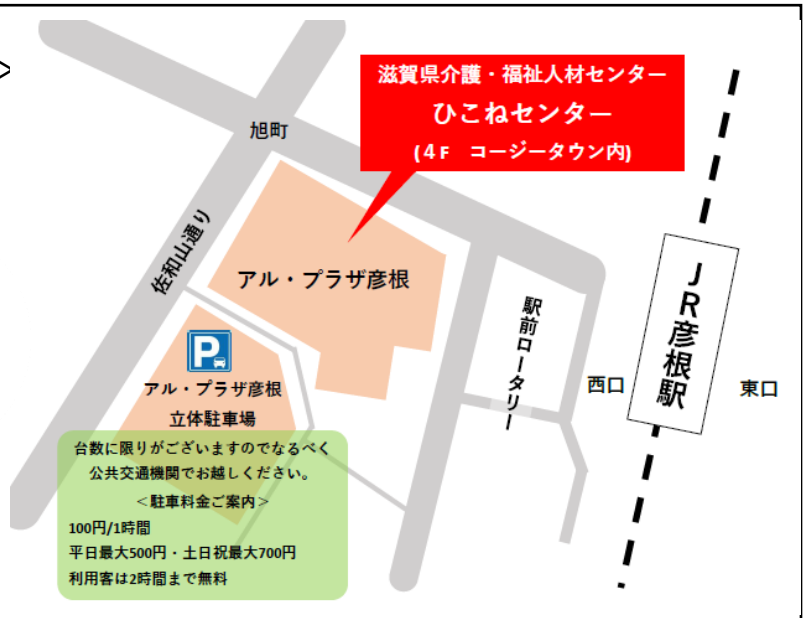 >
滋賀県介護・福祉人材センター
ひこねセンター
(4F　コージータウン内)
旭町
佐和山通り
アル・プラザ彦根
駅前ロータリー
JR彦根駅
西口
東口
P
アル・プラザ彦根
立体駐車場
台数に限りがございますのでなるべく
公共交通機関でお越しください。
＜駐車料金ご案内＞
100円/1時間
平日最大500円・土日祝最大700円
利用客は2時間まで無料